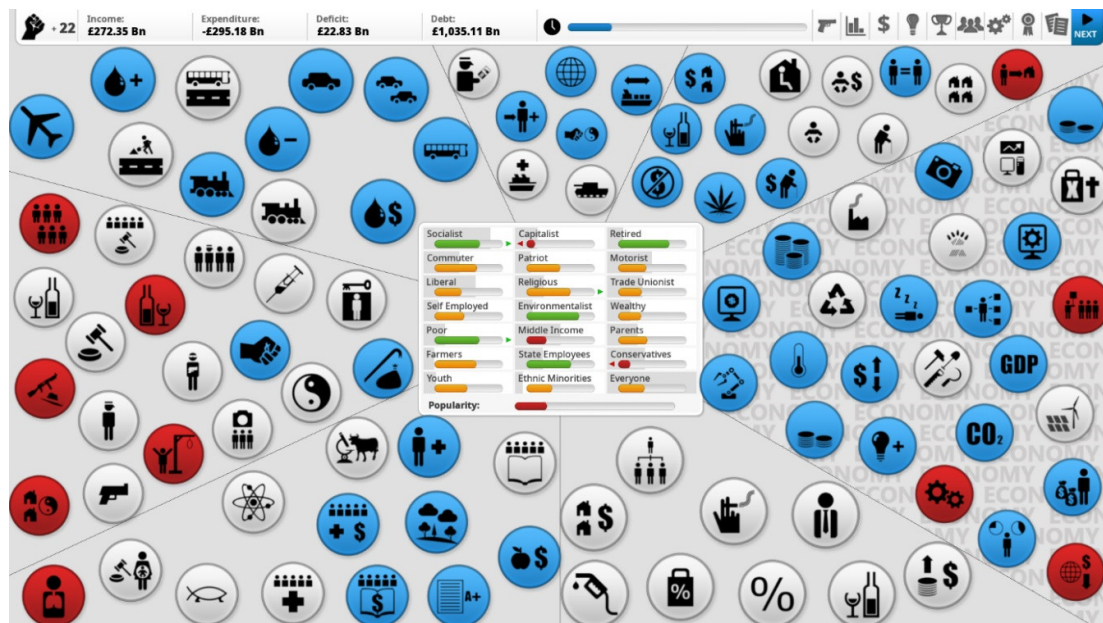 +22
Income:
£272.35 Bn
Expenditure:
-£295.18 Bn
Deficit:
£22.83 Bn
Debt:
£1,035.11 Bn
NEXT
Socialist Capitalist Retired
Commuter Patriot Motorist
Liberal Religious Trade Unionist
Self Employed Environmentalist Wealthy
Poor Middle Income Parents
Farmers State Employees Conservatives
Youth Ethnic Minorities Everyone
Popularity:
GDP
CO₂
A+
%
ECONOMY